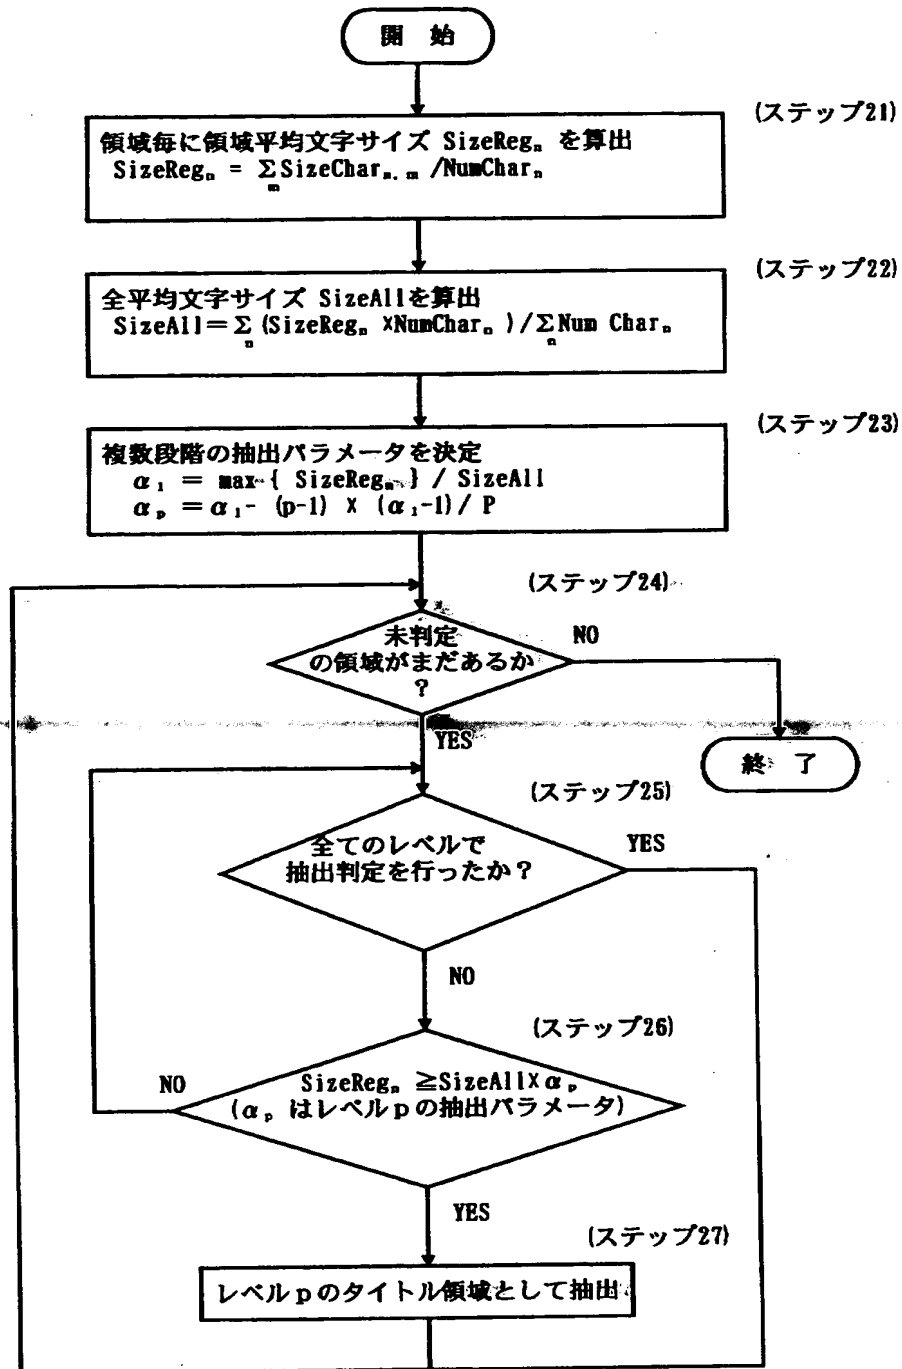 開 始
(ステップ21)
領域毎に領域平均文字サイズ SizeRegₙ を算出
SizeRegₙ = Σₘ SizeCharₙ,ₘ /NumCharₙ
(ステップ22)
全平均文字サイズ SizeAllを算出
SizeAll=Σₙ (SizeRegₙ ×NumCharₙ )/Σₙ Num Charₙ
(ステップ23)
複数段階の抽出パラメータを決定
α₁ = max { SizeRegₙ } / SizeAll
αₚ = α₁- (p-1) X (α₁-1)/ P
(ステップ24)
未判定
の領域がまだあるか
?
NO
YES
終 了
(ステップ25)
全てのレベルで
抽出判定を行ったか?
YES
NO
(ステップ26)
SizeRegₙ ≧SizeAll×αₚ
(αₚ はレベルpの抽出パラメータ)
NO
YES
(ステップ27)
レベルpのタイトル領域として抽出